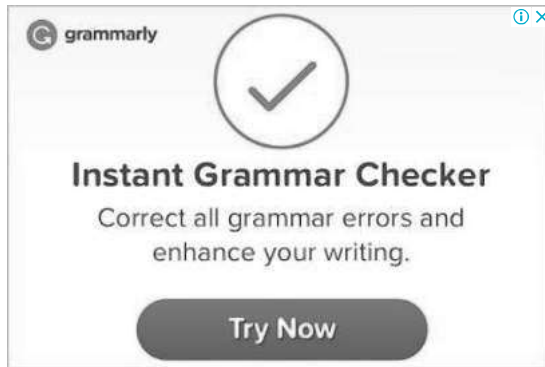 grammarly
Instant Grammar Checker
Correct all grammar errors and
enhance your writing.
Try Now